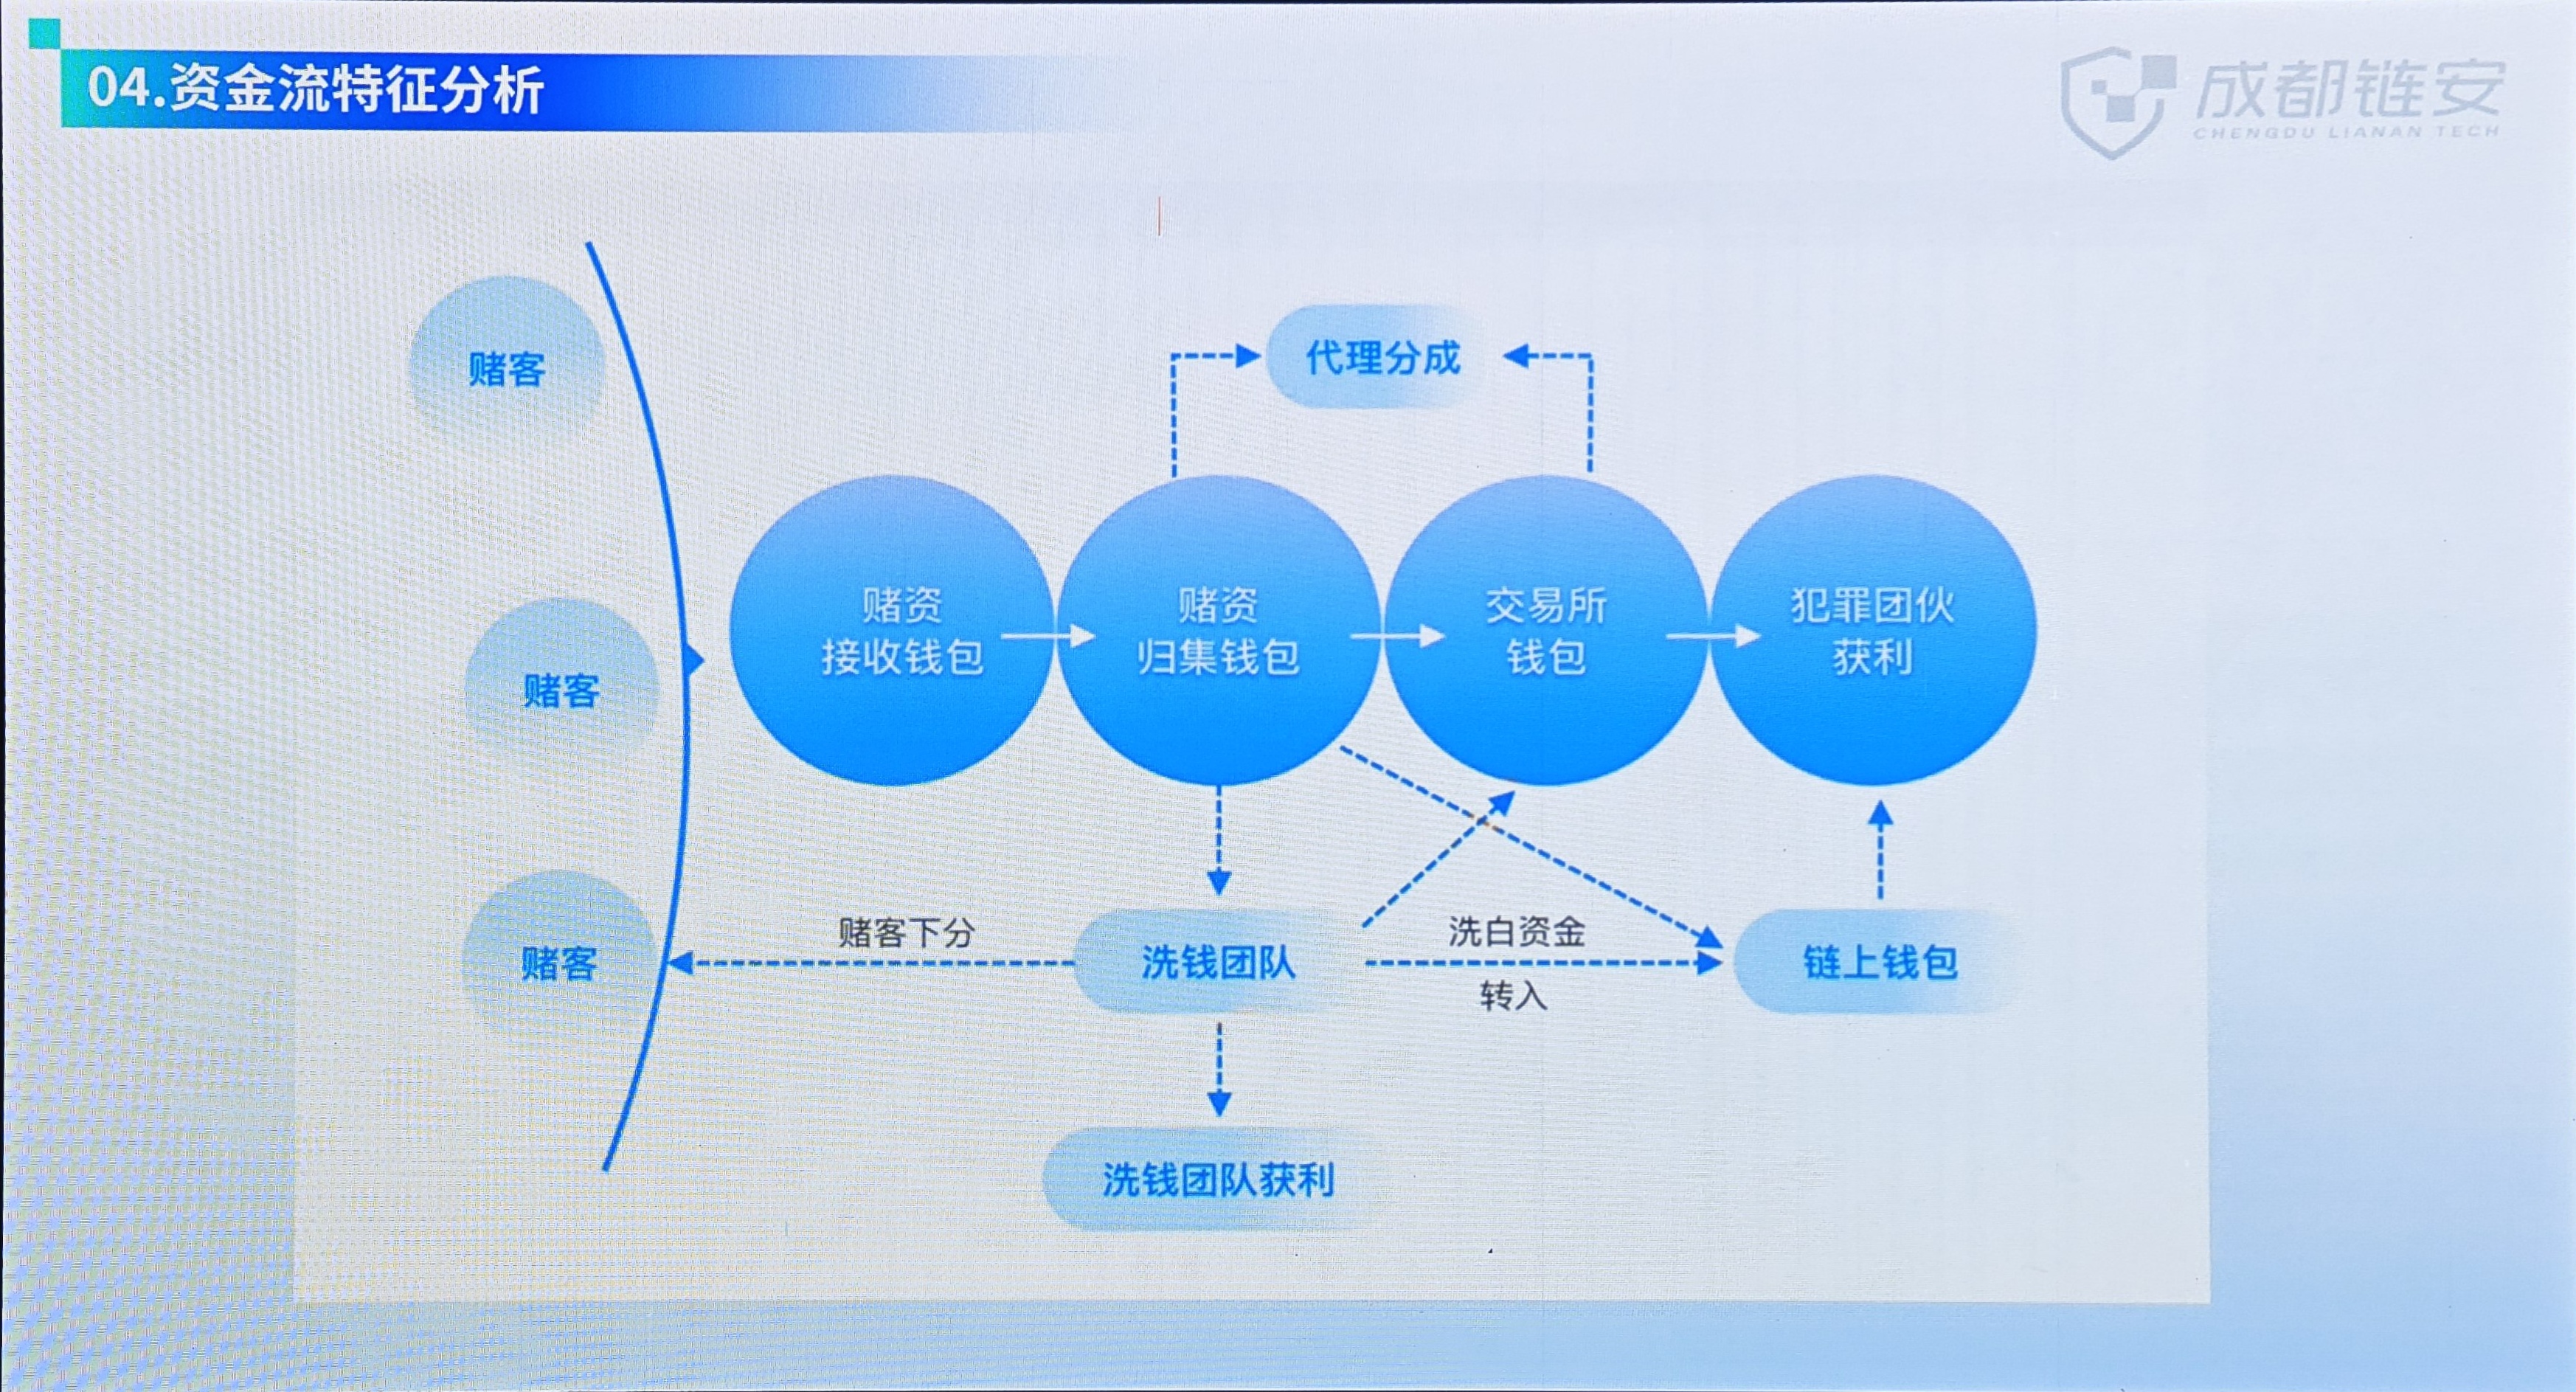 04.资金流特征分析
成都链安
CHENGDU LIANAN TECH
赌客
代理分成
赌资
接收钱包
赌资
归集钱包
交易所
钱包
犯罪团伙
获利
赌客
赌客下分
洗白资金
赌客
洗钱团队
链上钱包
转入
洗钱团队获利